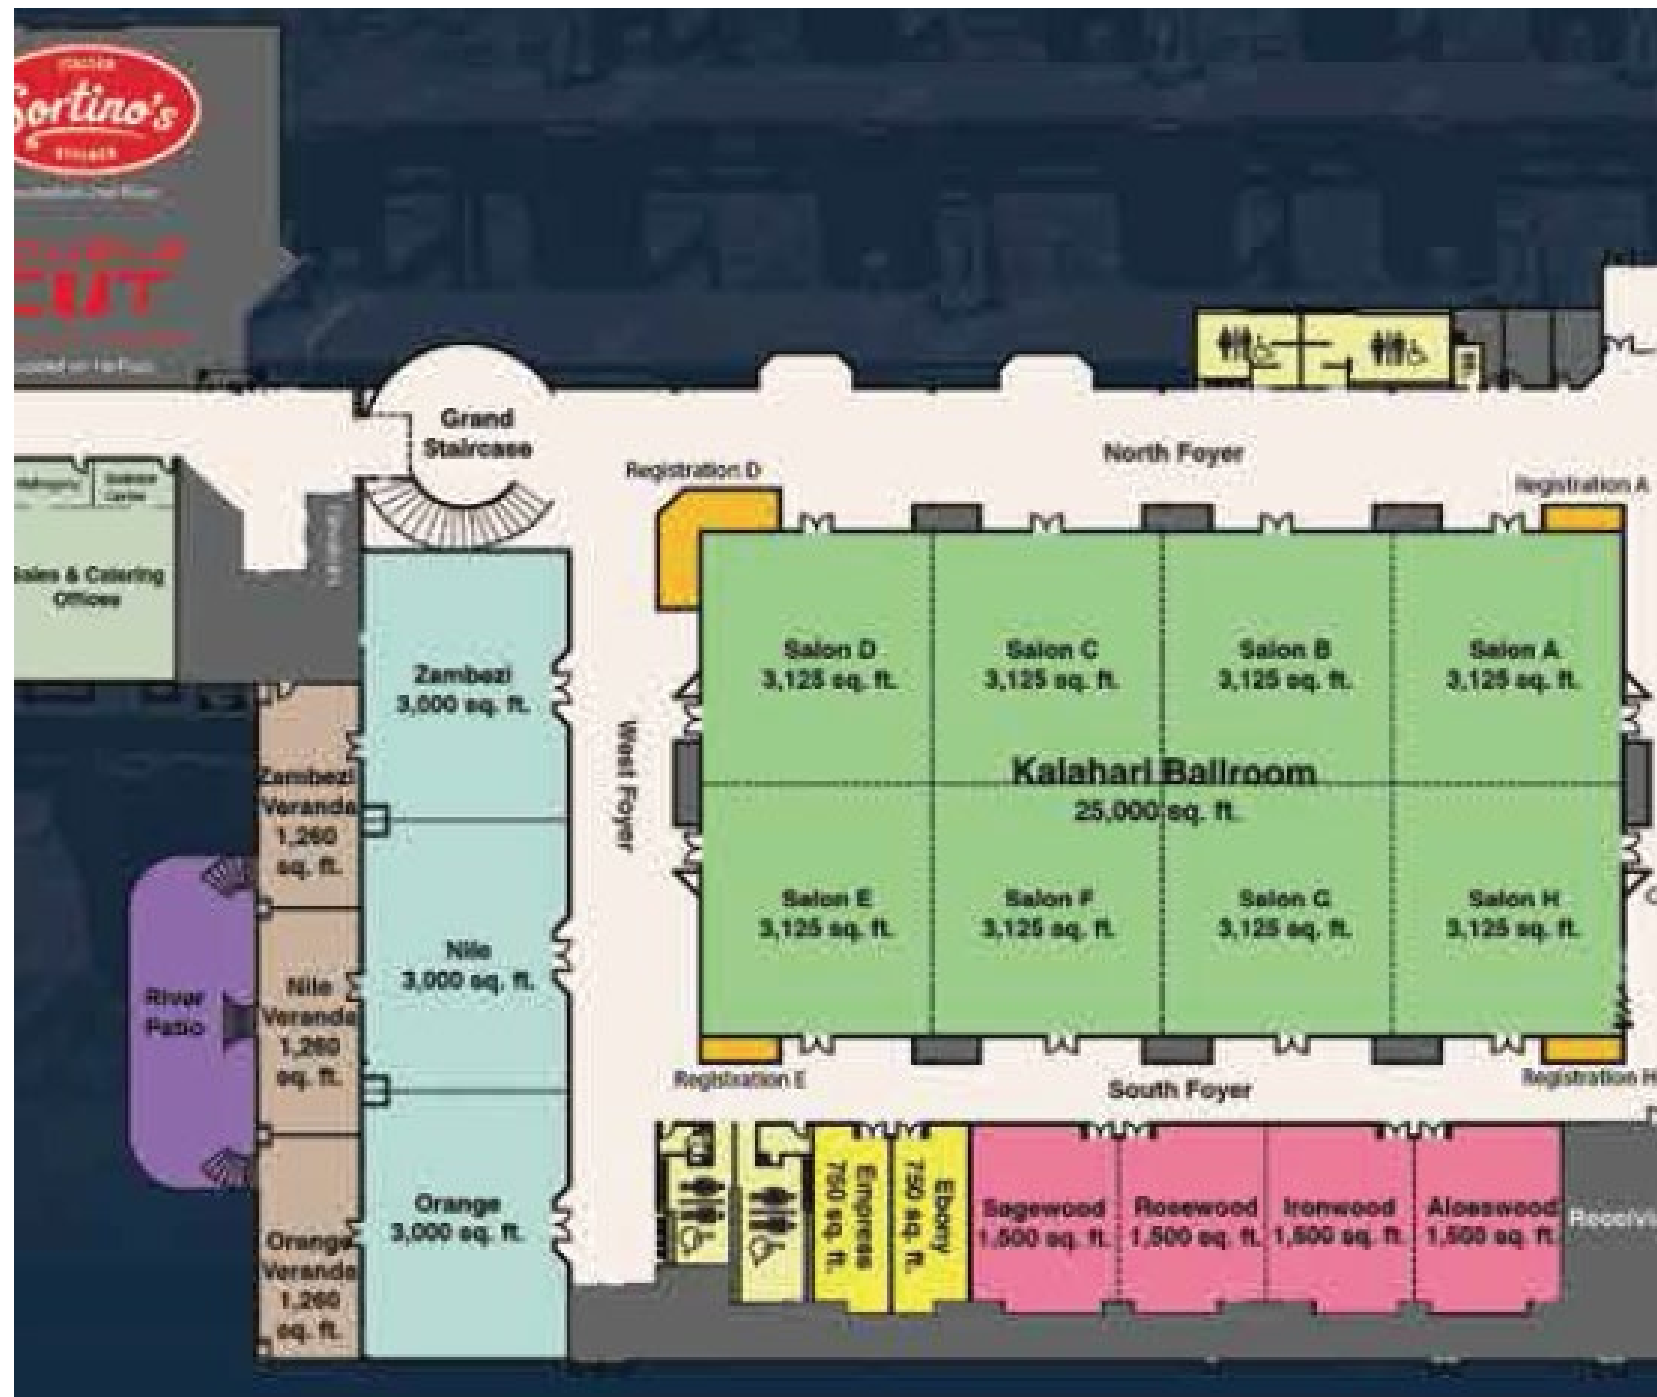 ITALIAN
Sortino's
KITCHEN
CUT
Grand
Staircase
North Foyer
Registration D
Registration A
Sales & Catering
Offices
Zambezi
3,000 sq. ft.
West Foyer
Salon D
3,125 sq. ft.
Salon C
3,125 sq. ft.
Salon B
3,125 sq. ft.
Salon A
3,125 sq. ft.
Kalahari Ballroom
25,000 sq. ft.
Zambezi
Veranda
1,260
sq. ft.
Nile
3,000 sq. ft.
Salon E
3,125 sq. ft.
Salon F
3,125 sq. ft.
Salon G
3,125 sq. ft.
Salon H
3,125 sq. ft.
River
Patio
Nile
Veranda
1,260
sq. ft.
Registration E
South Foyer
Registration H
Orange
3,000 sq. ft.
Orange
Veranda
1,260
sq. ft.
Empress
750 sq. ft.
Ebony
750 sq. ft.
Sagewood
1,500 sq. ft.
Rosewood
1,500 sq. ft.
Ironwood
1,500 sq. ft.
Aloeswood
1,500 sq. ft.
Receivi